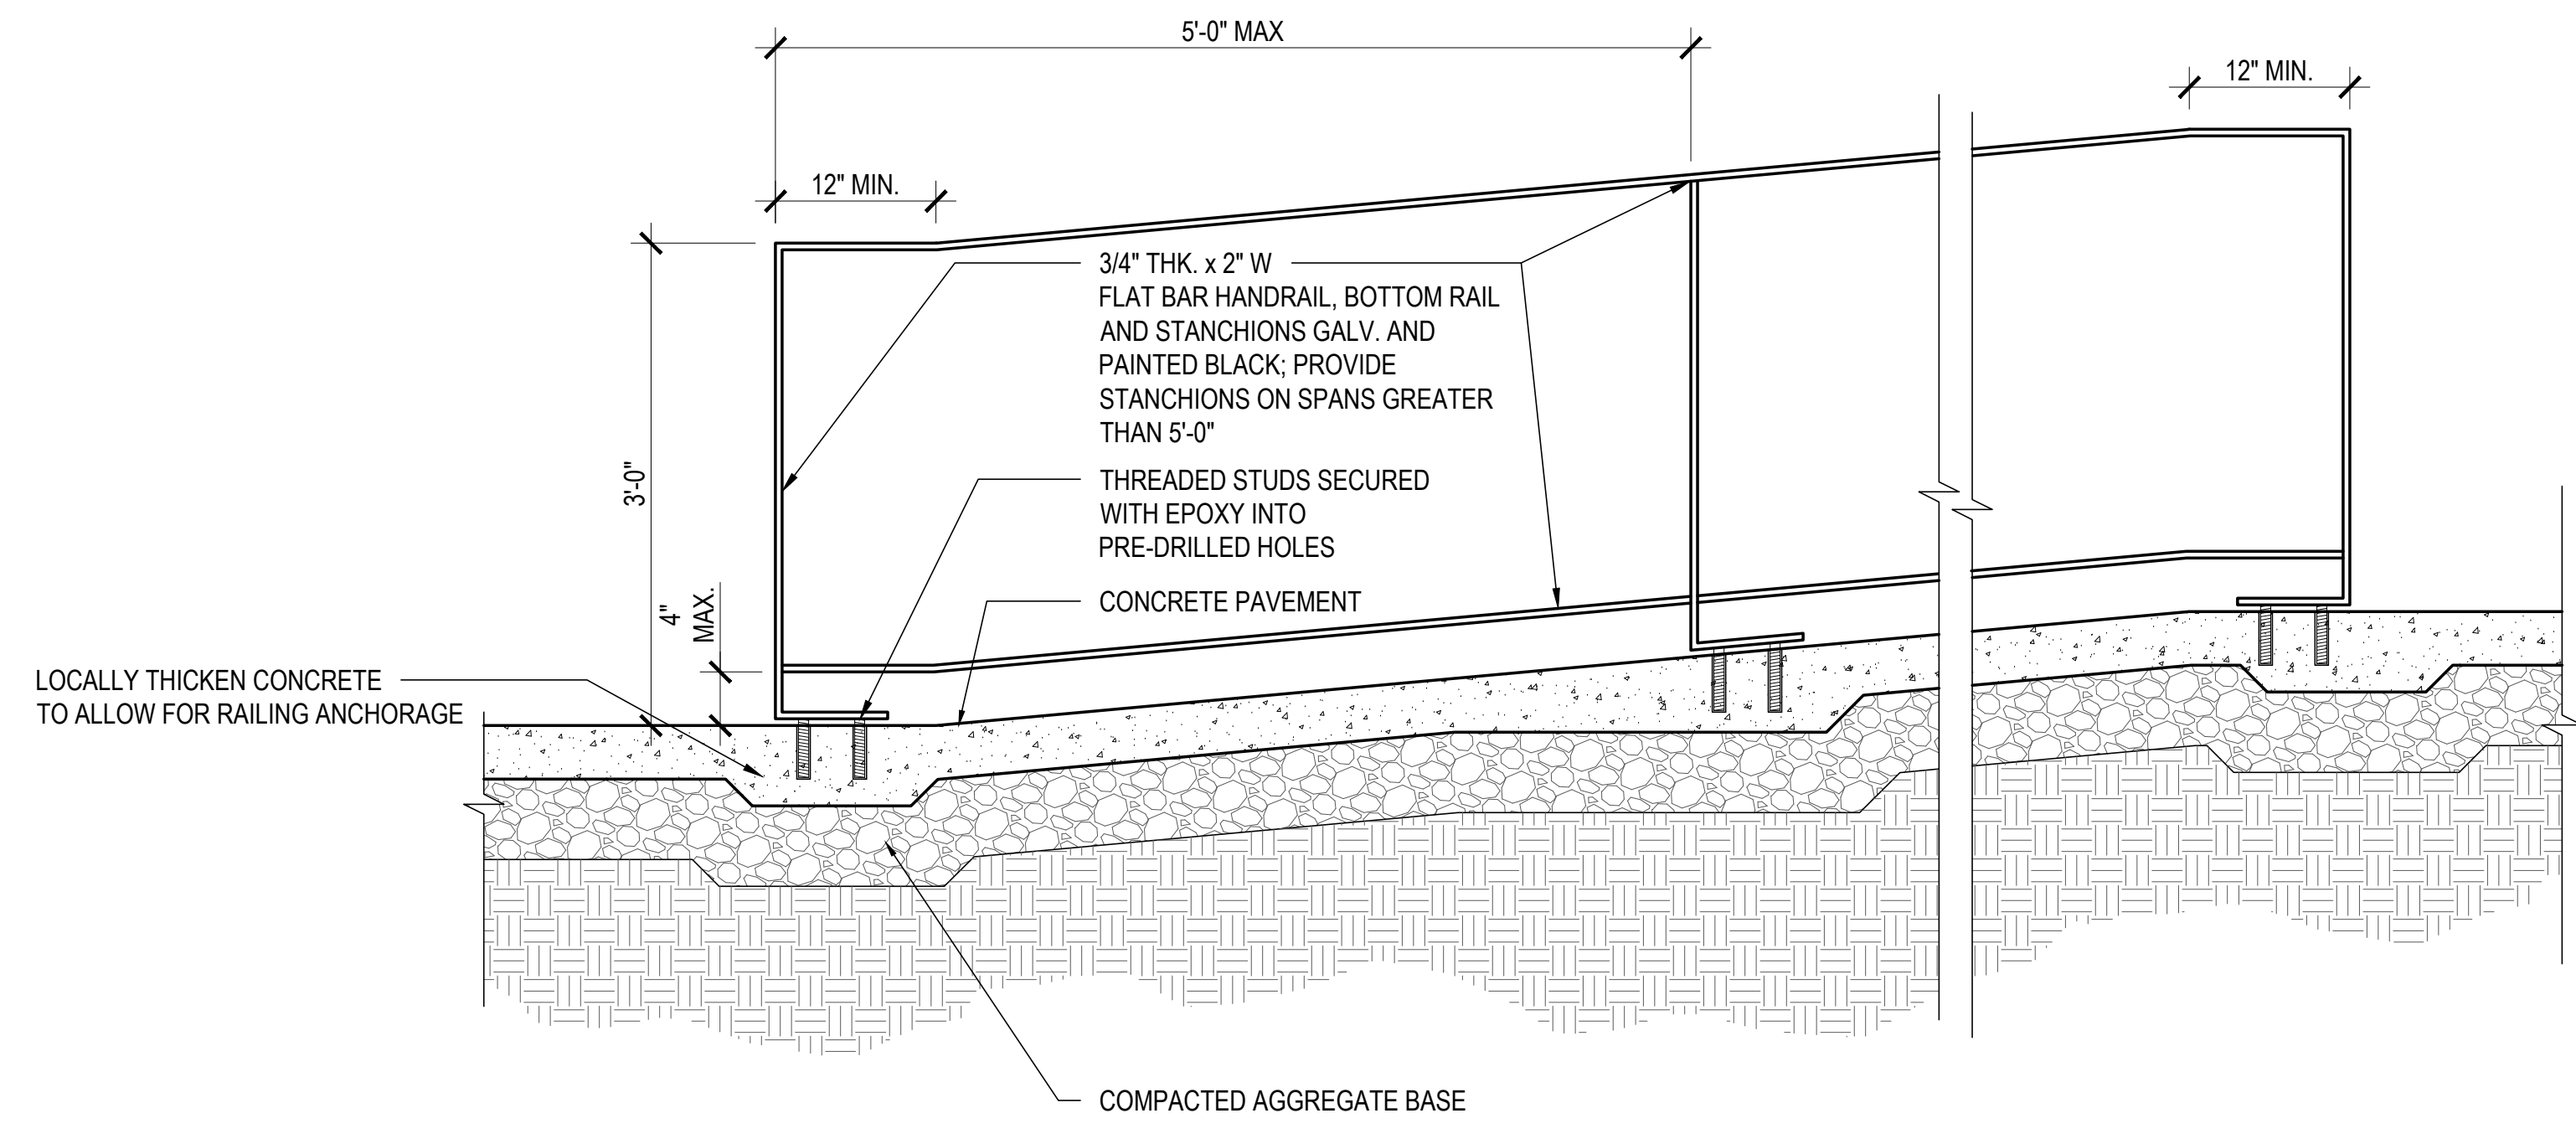 5'-0" MAX
12" MIN.
12" MIN.
3/4" THK. x 2" W
FLAT BAR HANDRAIL, BOTTOM RAIL
AND STANCHIONS GALV. AND
PAINTED BLACK; PROVIDE
STANCHIONS ON SPANS GREATER
THAN 5'-0"
3'-0"
THREADED STUDS SECURED
WITH EPOXY INTO
PRE-DRILLED HOLES
4"
MAX.
CONCRETE PAVEMENT
LOCALLY THICKEN CONCRETE
TO ALLOW FOR RAILING ANCHORAGE
COMPACTED AGGREGATE BASE